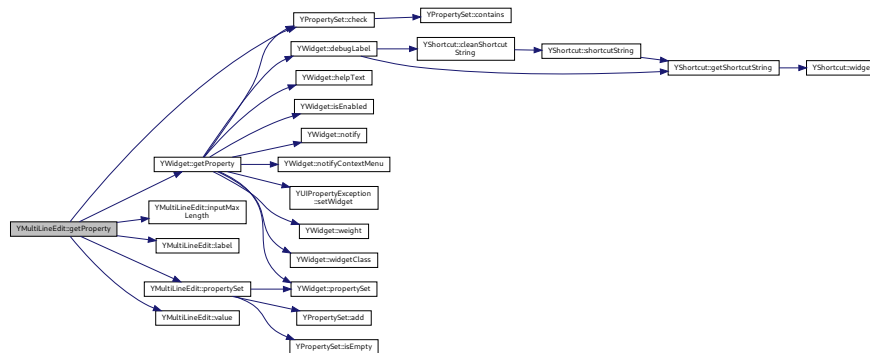 YPropertySet::check
YPropertySet::contains
YWidget::debugLabel
YShortcut::cleanShortcut
String
YShortcut::shortcutString
YShortcut::getShortcutString
YShortcut::widget
YWidget::helpText
YWidget::isEnabled
YWidget::notify
YWidget::getProperty
YWidget::notifyContextMenu
YUIPropertyException
::setWidget
YMultiLineEdit::inputMax
Length
YMultiLineEdit::getProperty
YWidget::weight
YMultiLineEdit::label
YWidget::widgetClass
YMultiLineEdit::propertySet
YWidget::propertySet
YMultiLineEdit::value
YPropertySet::add
YPropertySet::isEmpty